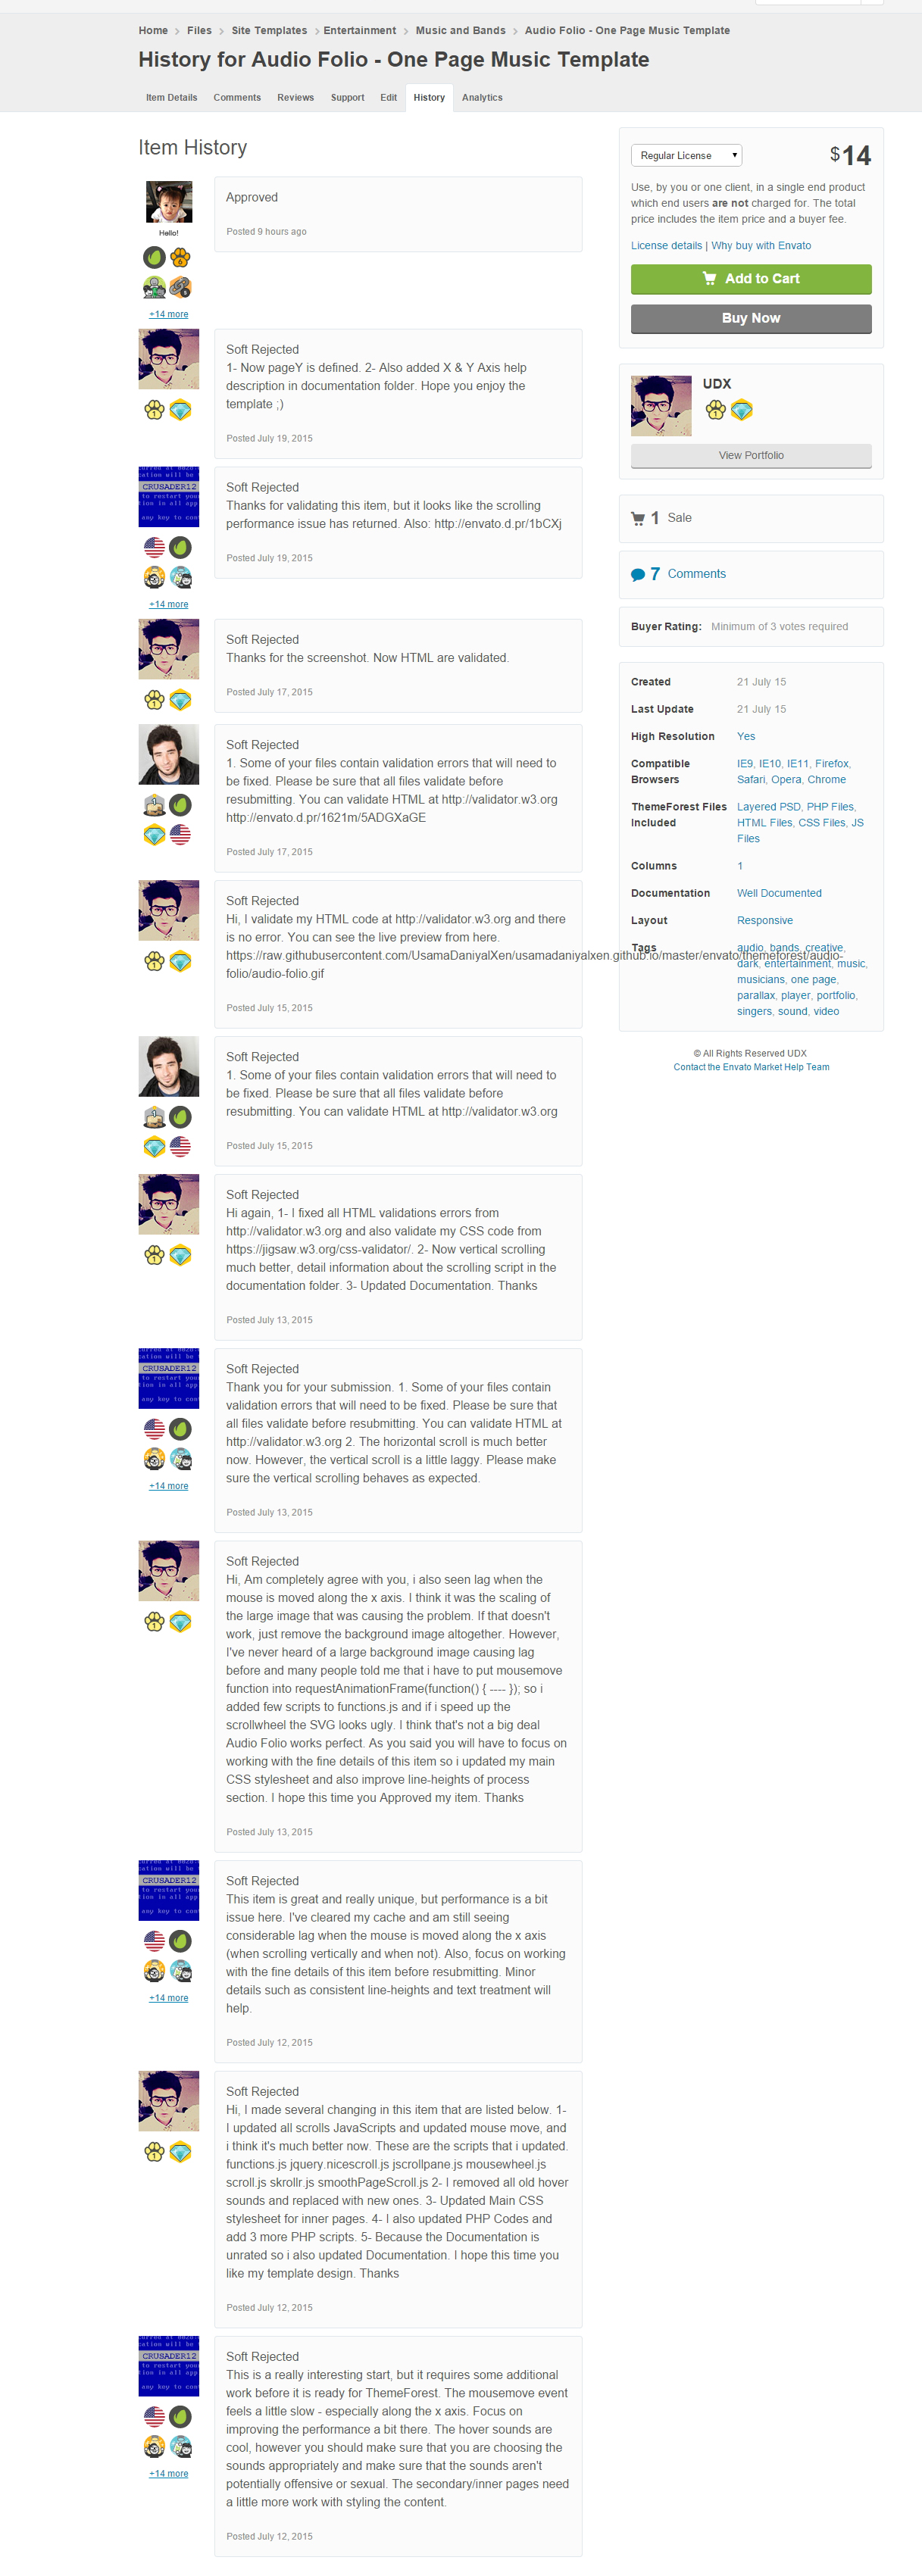 Home > Files > Site Templates > Entertainment > Music and Bands > Audio Folio - One Page Music Template
History for Audio Folio - One Page Music Template
Item Details Comments Reviews Support Edit History Analytics
Item History
Hello!
+14 more
Approved
Posted 9 hours ago
Soft Rejected
1- Now pageY is defined. 2- Also added X & Y Axis help
description in documentation folder. Hope you enjoy the
template ;)
Posted July 19, 2015
CRUSADER12
to restart your
tion in all app
any key to con
+14 more
Soft Rejected
Thanks for validating this item, but it looks like the scrolling
performance issue has returned. Also: http://envato.d.pr/1bCXj
Posted July 19, 2015
Soft Rejected
Thanks for the screenshot. Now HTML are validated.
Posted July 17, 2015
Soft Rejected
1. Some of your files contain validation errors that will need to
be fixed. Please be sure that all files validate before
resubmitting. You can validate HTML at http://validator.w3.org
http://envato.d.pr/1621m/5ADGXaGE
Posted July 17, 2015
Soft Rejected
Hi, I validate my HTML code at http://validator.w3.org and there
is no error. You can see the live preview from here.
https://raw.githubusercontent.com/UsamaDaniyalXen/usamadaniyalxen.github.io/master/envato/themeforest/audio-
folio/audio-folio.gif
Posted July 15, 2015
Soft Rejected
1. Some of your files contain validation errors that will need to
be fixed. Please be sure that all files validate before
resubmitting. You can validate HTML at http://validator.w3.org
Posted July 15, 2015
Soft Rejected
Hi again, 1- I fixed all HTML validations errors from
http://validator.w3.org and also validate my CSS code from
https://jigsaw.w3.org/css-validator/. 2- Now vertical scrolling
much better, detail information about the scrolling script in the
documentation folder. 3- Updated Documentation. Thanks
Posted July 13, 2015
CRUSADER12
to restart your
tion in all app
any key to con
+14 more
Soft Rejected
Thank you for your submission. 1. Some of your files contain
validation errors that will need to be fixed. Please be sure that
all files validate before resubmitting. You can validate HTML at
http://validator.w3.org 2. The horizontal scroll is much better
now. However, the vertical scroll is a little laggy. Please make
sure the vertical scrolling behaves as expected.
Posted July 13, 2015
Soft Rejected
Hi, Am completely agree with you, i also seen lag when the
mouse is moved along the x axis. I think it was the scaling of
the large image that was causing the problem. If that doesn't
work, just remove the background image altogether. However,
I've never heard of a large background image causing lag
before and many people told me that i have to put mousemove
function into requestAnimationFrame(function() { ---- }); so i
added few scripts to functions.js and if i speed up the
scrollwheel the SVG looks ugly. I think that's not a big deal
Audio Folio works perfect. As you said you will have to focus on
working with the fine details of this item so i updated my main
CSS stylesheet and also improve line-heights of process
section. I hope this time you Approved my item. Thanks
Posted July 13, 2015
CRUSADER12
to restart your
tion in all app
any key to con
+14 more
Soft Rejected
This item is great and really unique, but performance is a bit
issue here. I've cleared my cache and am still seeing
considerable lag when the mouse is moved along the x axis
(when scrolling vertically and when not). Also, focus on working
with the fine details of this item before resubmitting. Minor
details such as consistent line-heights and text treatment will
help.
Posted July 12, 2015
Soft Rejected
Hi, I made several changing in this item that are listed below. 1-
I updated all scrolls JavaScripts and updated mouse move, and
i think it's much better now. These are the scripts that i updated.
functions.js jquery.nicescroll.js jscrollpane.js mousewheel.js
scroll.js skrollr.js smoothPageScroll.js 2- I removed all old hover
sounds and replaced with new ones. 3- Updated Main CSS
stylesheet for inner pages. 4- I also updated PHP Codes and
add 3 more PHP scripts. 5- Because the Documentation is
unrated so i also updated Documentation. I hope this time you
like my template design. Thanks
Posted July 12, 2015
CRUSADER12
to restart your
tion in all app
any key to con
+14 more
Soft Rejected
This is a really interesting start, but it requires some additional
work before it is ready for ThemeForest. The mousemove event
feels a little slow - especially along the x axis. Focus on
improving the performance a bit there. The hover sounds are
cool, however you should make sure that you are choosing the
sounds appropriately and make sure that the sounds aren't
potentially offensive or sexual. The secondary/inner pages need
a little more work with styling the content.
Posted July 12, 2015
Regular License $14
Use, by you or one client, in a single end product
which end users are not charged for. The total
price includes the item price and a buyer fee.
License details | Why buy with Envato
Add to Cart
Buy Now
UDX
View Portfolio
1 Sale
7 Comments
Buyer Rating: Minimum of 3 votes required
Created 21 July 15
Last Update 21 July 15
High Resolution Yes
Compatible IE9, IE10, IE11, Firefox,
Browsers Safari, Opera, Chrome
ThemeForest Files Layered PSD, PHP Files,
Included HTML Files, CSS Files, JS
Files
Columns 1
Documentation Well Documented
Layout Responsive
Tags audio, bands, creative,
dark, entertainment, music,
musicians, one page,
parallax, player, portfolio,
singers, sound, video
© All Rights Reserved UDX
Contact the Envato Market Help Team